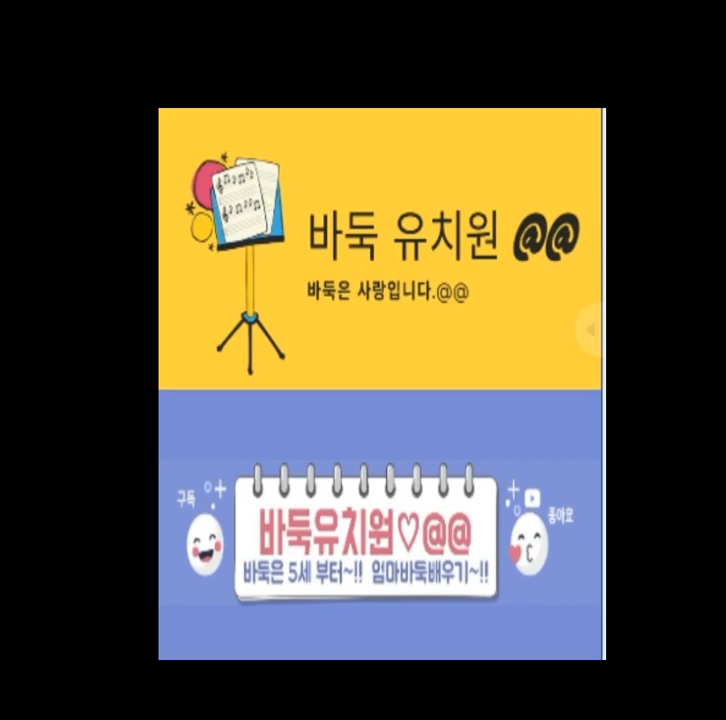 바둑 유치원 @@
바둑은 사랑입니다.@@
구독
좋아요
바둑유치원♡@@
바둑은 5세 부터~!! 엄마바둑배우기~!!